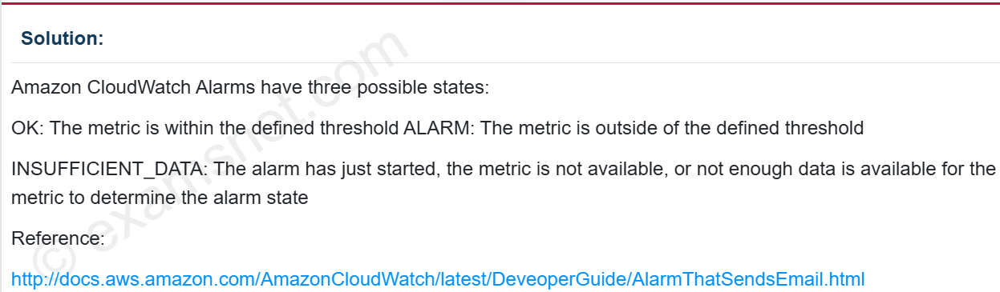 Solution:
Amazon CloudWatch Alarms have three possible states:
OK: The metric is within the defined threshold ALARM: The metric is outside of the defined threshold
INSUFFICIENT_DATA: The alarm has just started, the metric is not available, or not enough data is available for the
metric to determine the alarm state
Reference:
http://docs.aws.amazon.com/AmazonCloudWatch/latest/DeveoperGuide/AlarmThatSendsEmail.html
© examsnet.com